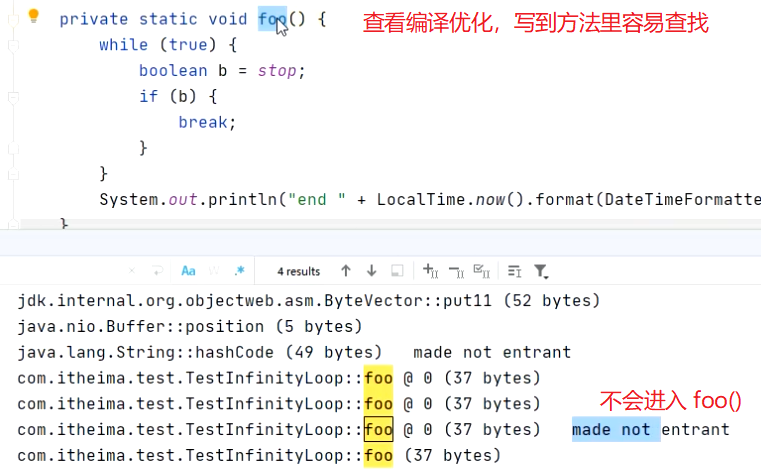 private static void foo() {
查看编译优化，写到方法里容易查找
while (true) {
boolean b = stop;
if (b) {
break;
}
}
System.out.println("end " + LocalTime.now().format(DateTimeFormatte
}
Aa .* 4 results
jdk.internal.org.objectweb.asm.ByteVector::put11 (52 bytes)
java.nio.Buffer::position (5 bytes)
java.lang.String::hashCode (49 bytes) made not entrant
com.itheima.test.TestInfinityLoop::foo @ 0 (37 bytes)
com.itheima.test.TestInfinityLoop::foo @ 0 (37 bytes)
不会进入 foo()
com.itheima.test.TestInfinityLoop::foo @ 0 (37 bytes) made not entrant
com.itheima.test.TestInfinityLoop::foo (37 bytes)